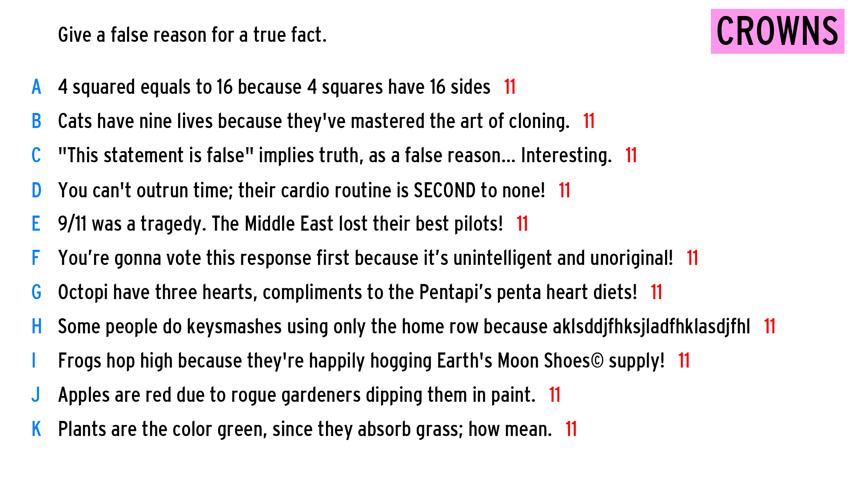 Give a false reason for a true fact.
CROWNS
A 4 squared equals to 16 because 4 squares have 16 sides 11
B Cats have nine lives because they've mastered the art of cloning. 11
C "This statement is false" implies truth, as a false reason... Interesting. 11
D You can't outrun time; their cardio routine is SECOND to none! 11
E 9/11 was a tragedy. The Middle East lost their best pilots! 11
F You’re gonna vote this response first because it’s unintelligent and unoriginal! 11
G Octopi have three hearts, compliments to the Pentapi’s penta heart diets! 11
H Some people do keysmashes using only the home row because aklsddjfhksjladfhklasdjfhl 11
I Frogs hop high because they're happily hogging Earth's Moon Shoes© supply! 11
J Apples are red due to rogue gardeners dipping them in paint. 11
K Plants are the color green, since they absorb grass; how mean. 11